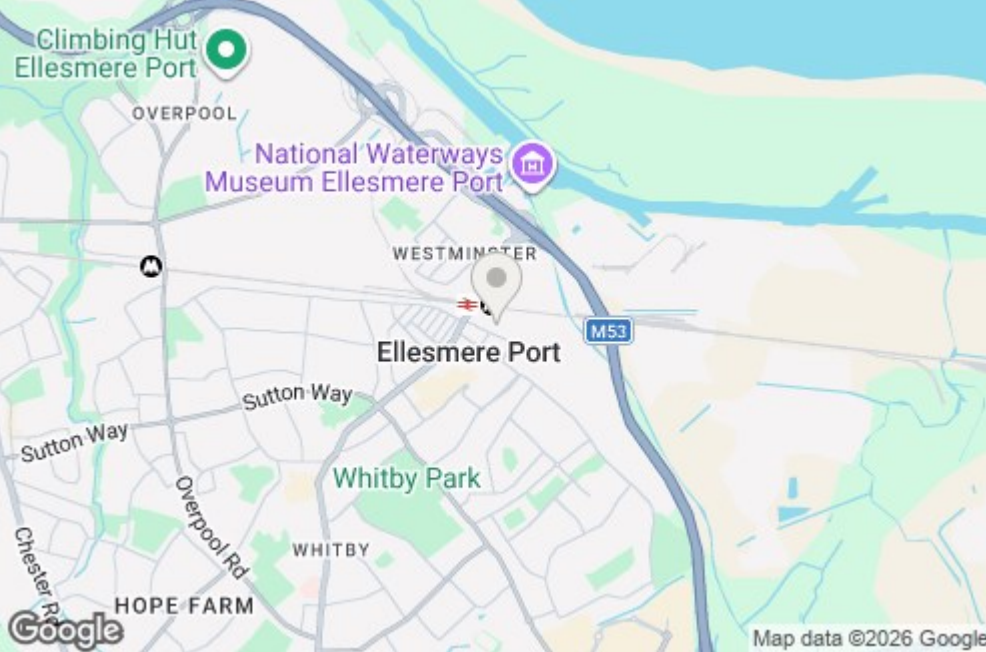 Climbing Hut
Ellesmere Port
OVERPOOL
National Waterways
Museum Ellesmere Port
WESTMINSTER
M53
Ellesmere Port
Sutton Way
Sutton Way
Whitby Park
Overpool Rd
Chester Rd
WHITBY
HOPE FARM
Google
Map data ©2026 Google